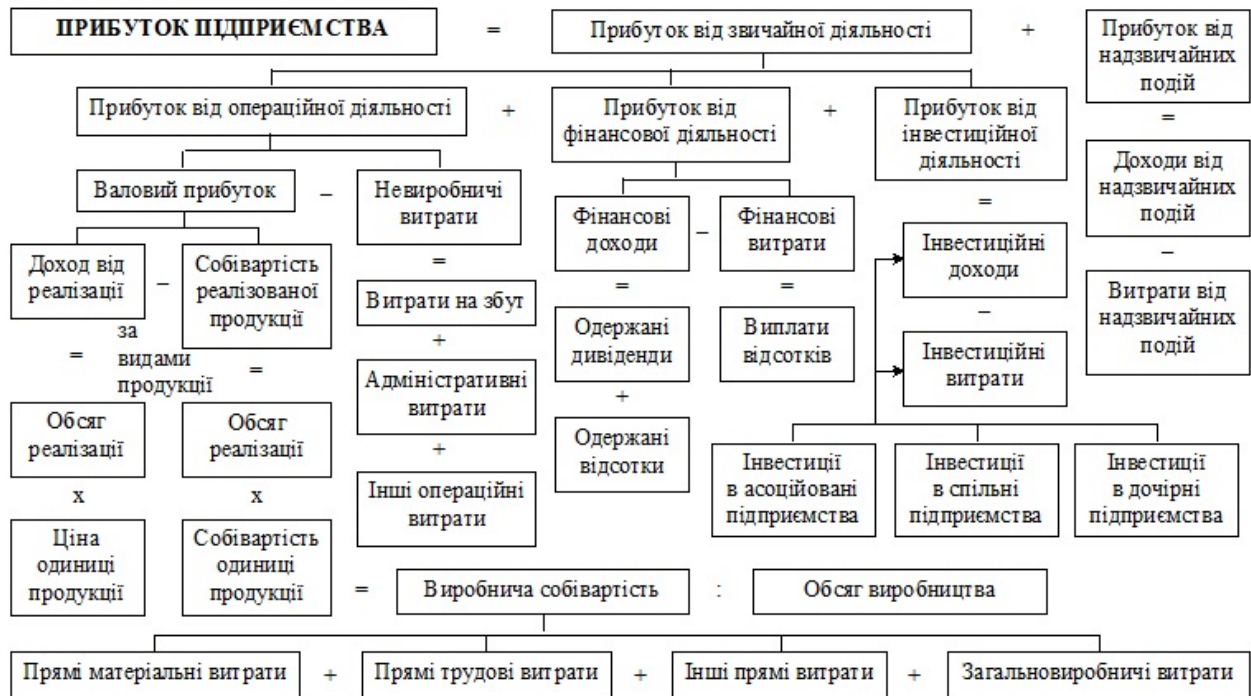 ПРИБУТОК ПІДПРИЄМСТВА = Прибуток від звичайної діяльності + Прибуток від
надзвичайних
подій
Прибуток від операційної діяльності + Прибуток від
фінансової діяльності + Прибуток від
інвестиційної
діяльності
=
Доходи від
надзвичайних
подій
–
Витрати від
надзвичайних
подій
Валовий прибуток – Невиробничі
витрати
Фінансові
доходи
–
Фінансові
витрати
=
Інвестиційні
доходи
–
Інвестиційні
витрати
Доход від
реалізації
–
Собівартість
реалізованої
продукції
за
видами
продукції
=
=
=
Витрати на збут
+
Адміністративні
витрати
+
Інші операційні
витрати
=
Одержані
дивіденди
+
Одержані
відсотки
=
Виплати
відсотків
Обсяг
реалізації
х
Ціна
одиниці
продукції
Обсяг
реалізації
х
Собівартість
одиниці
продукції
Інвестиції
в асоційовані
підприємства
Інвестиції
в спільні
підприємства
Інвестиції
в дочірні
підприємства
= Виробнича собівартість : Обсяг виробництва
Прямі матеріальні витрати + Прямі трудові витрати + Інші прямі витрати + Загальновиробничі витрати